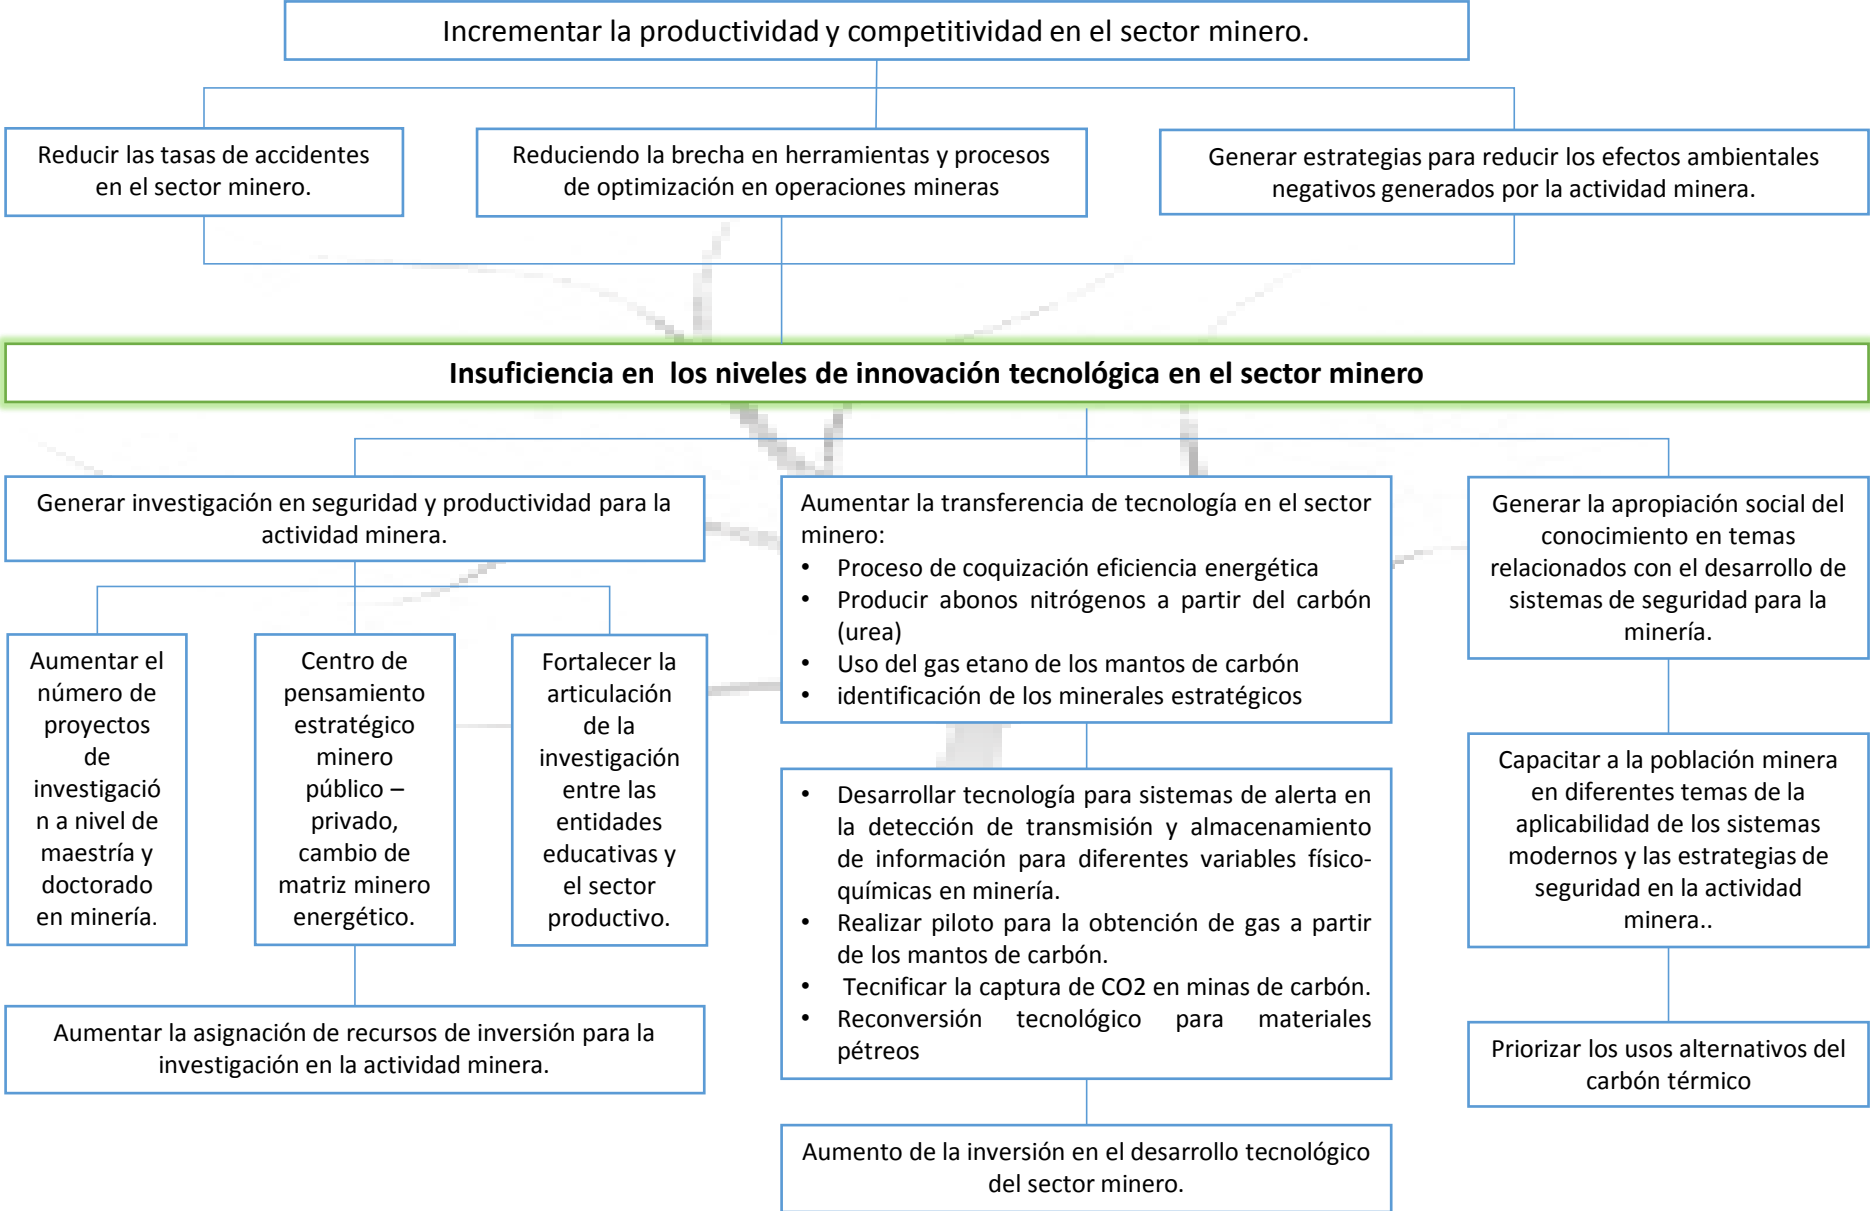 Incrementar la productividad y competitividad en el sector minero.
Reducir las tasas de accidentes
en el sector minero.
Reduciendo la brecha en herramientas y procesos
de optimización en operaciones mineras
Generar estrategias para reducir los efectos ambientales
negativos generados por la actividad minera.
Insuficiencia en  los niveles de innovación tecnológica en el sector minero
Generar investigación en seguridad y productividad para la
actividad minera.
Aumentar el
número de
proyectos
de
investigació
n a nivel de
maestría y
doctorado
en minería.
Centro de
pensamiento
estratégico
minero
público –
privado,
cambio de
matriz minero
energético.
Fortalecer la
articulación
de la
investigación
entre las
entidades
educativas y
el sector
productivo.
Aumentar la asignación de recursos de inversión para la
investigación en la actividad minera.
Aumentar la transferencia de tecnología en el sector
minero:
• Proceso de coquización eficiencia energética
• Producir abonos nitrógenos a partir del carbón
(urea)
• Uso del gas etano de los mantos de carbón
• identificación de los minerales estratégicos
• Desarrollar tecnología para sistemas de alerta en
la detección de transmisión y almacenamiento
de información para diferentes variables físico-
químicas en minería.
• Realizar piloto para la obtención de gas a partir
de los mantos de carbón.
• Tecnificar la captura de CO2 en minas de carbón.
• Reconversión tecnológico para materiales
pétreos
Aumento de la inversión en el desarrollo tecnológico
del sector minero.
Generar la apropiación social del
conocimiento en temas
relacionados con el desarrollo de
sistemas de seguridad para la
minería.
Capacitar a la población minera
en diferentes temas de la
aplicabilidad de los sistemas
modernos y las estrategias de
seguridad en la actividad
minera..
Priorizar los usos alternativos del
carbón térmico